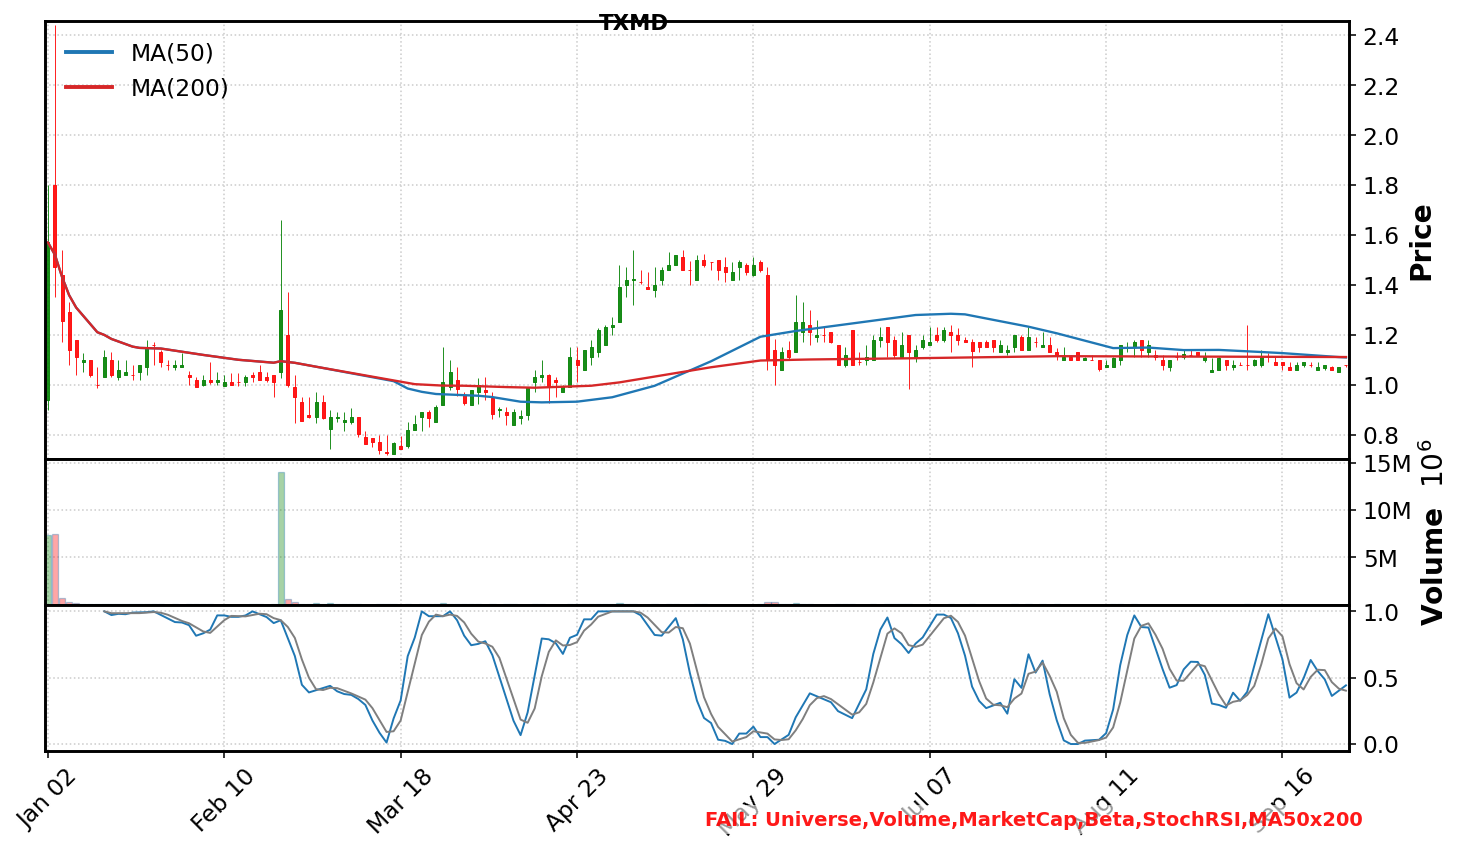 TXMD
MA(50)
MA(200)
2.4
2.2
2.0
1.8
1.6
1.4
1.2
1.0
0.8
Price
15M
10M
5M
Volume 10^6
1.0
0.5
0.0
Jan 02
Feb 10
Mar 18
Apr 23
May 29
Jul 07
Aug 11
Sep 16
FAIL: Universe,Volume,MarketCap,Beta,StochRSI,MA50x200